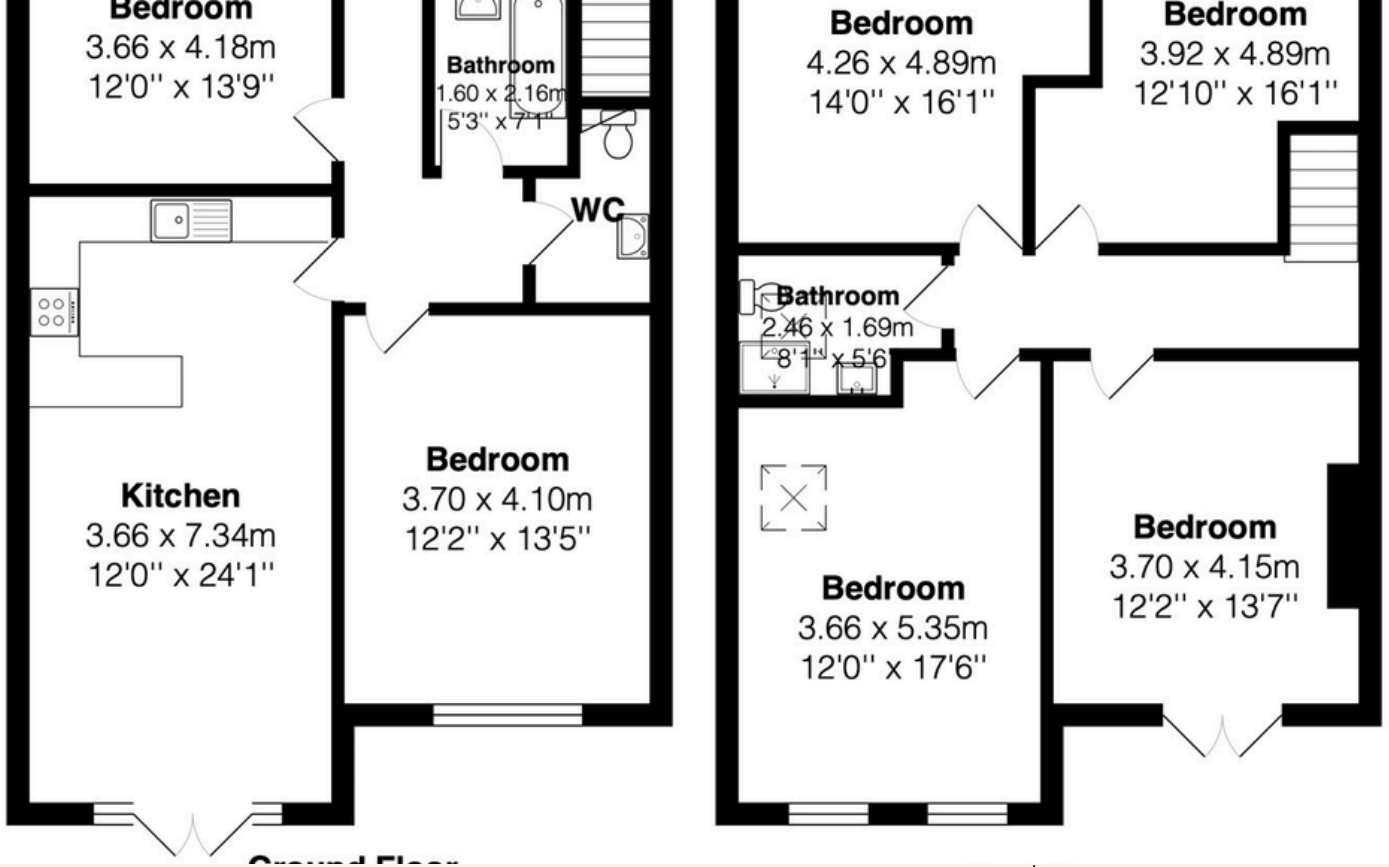 Bedroom
3.66 x 4.18m
12'0'' x 13'9''
Bathroom
1.60 x 2.16m
5'3'' x 7'1''
WC
Kitchen
3.66 x 7.34m
12'0'' x 24'1''
Bedroom
3.70 x 4.10m
12'2'' x 13'5''
Ground Floor
Bedroom
4.26 x 4.89m
14'0'' x 16'1''
Bedroom
3.92 x 4.89m
12'10'' x 16'1''
Bathroom
2.46 x 1.69m
8'1'' x 5'6''
Bedroom
3.66 x 5.35m
12'0'' x 17'6''
Bedroom
3.70 x 4.15m
12'2'' x 13'7''